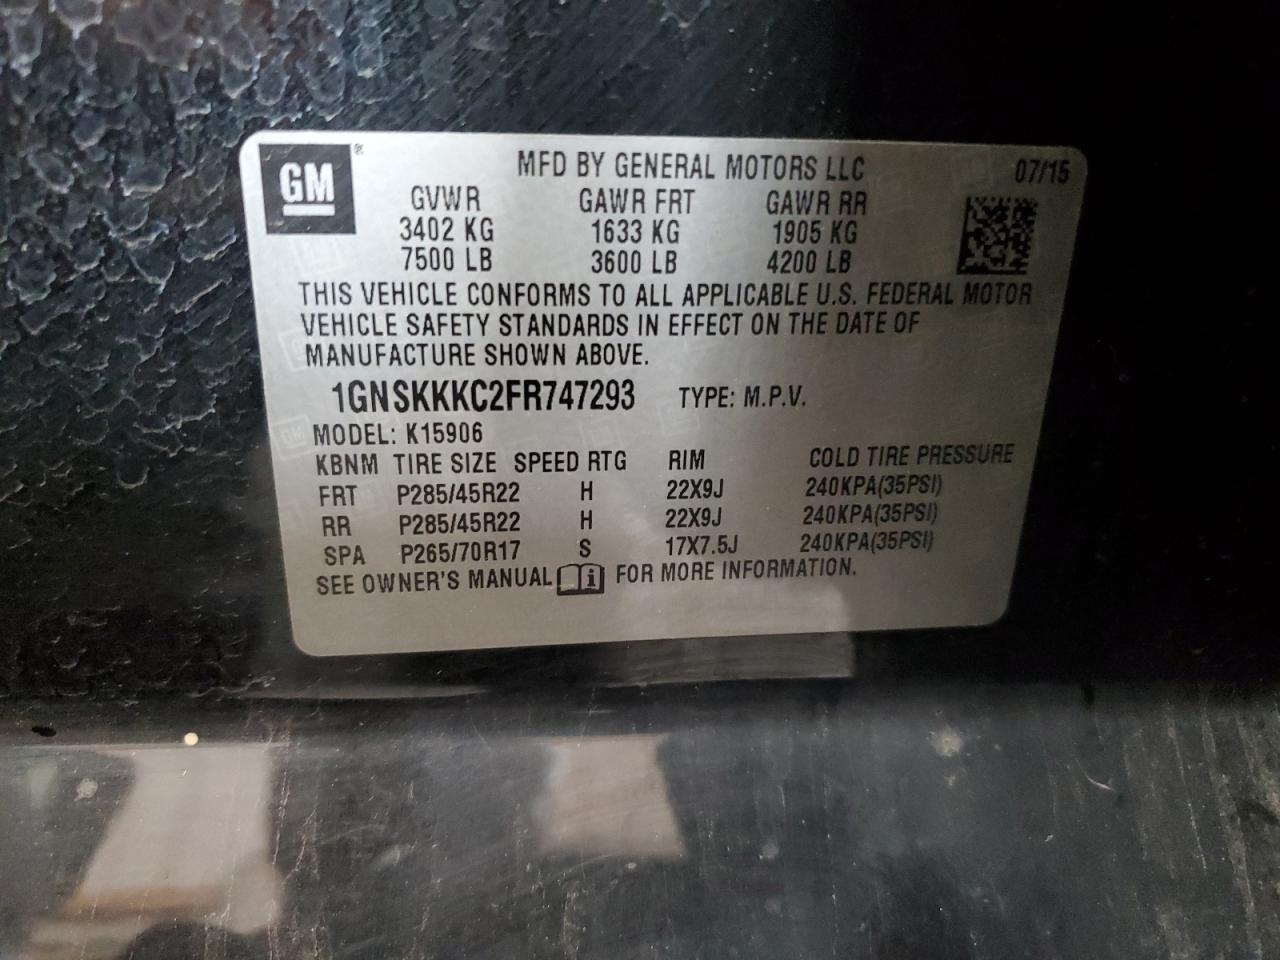 GM®
MFD BY GENERAL MOTORS LLC 07/15
GVWR GAWR FRT GAWR RR
3402 KG 1633 KG 1905 KG
7500 LB 3600 LB 4200 LB
THIS VEHICLE CONFORMS TO ALL APPLICABLE U.S. FEDERAL MOTOR
VEHICLE SAFETY STANDARDS IN EFFECT ON THE DATE OF
MANUFACTURE SHOWN ABOVE.
1GNSKKKC2FR747293 TYPE: M.P.V.
MODEL: K15906
KBNM TIRE SIZE SPEED RTG RIM COLD TIRE PRESSURE
FRT P285/45R22 H 22X9J 240KPA(35PSI)
RR P285/45R22 H 22X9J 240KPA(35PSI)
SPA P265/70R17 S 17X7.5J 240KPA(35PSI)
SEE OWNER'S MANUAL i FOR MORE INFORMATION.